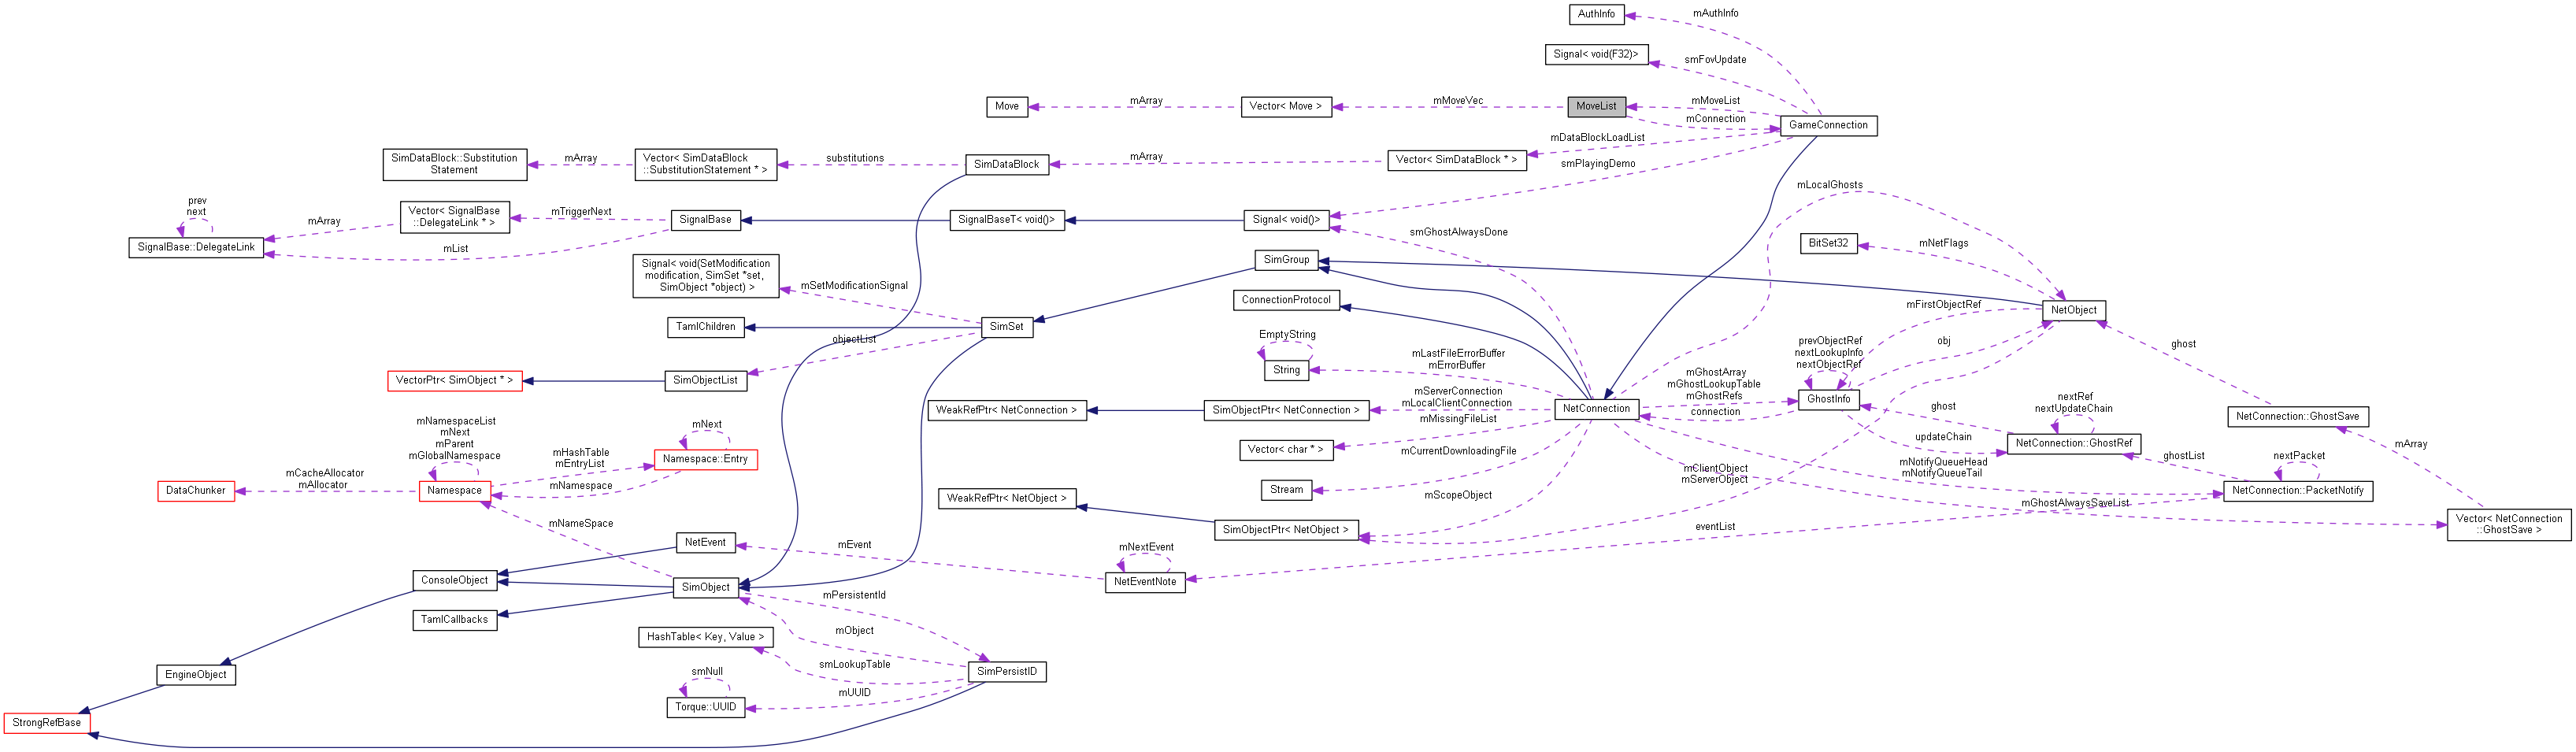 AuthInfo
mAuthInfo
Signal< void(F32)>
smFovUpdate
Move
mArray
Vector< Move >
mMoveVec
MoveList
mMoveList
mConnection
GameConnection
mDataBlockLoadList
SimDataBlock::Substitution
Statement
mArray
Vector< SimDataBlock
::SubstitutionStatement * >
substitutions
SimDataBlock
mArray
Vector< SimDataBlock * >
smPlayingDemo
mLocalGhosts
prev
next
SignalBase::DelegateLink
mArray
Vector< SignalBase
::DelegateLink * >
mTriggerNext
mList
SignalBase
SignalBaseT< void()>
Signal< void()>
smGhostAlwaysDone
BitSet32
mNetFlags
Signal< void(SetModification
modification, SimSet *set,
SimObject *object) >
mSetModificationSignal
SimGroup
ConnectionProtocol
NetObject
mFirstObjectRef
TamlChildren
SimSet
objectList
EmptyString
String
mLastFileErrorBuffer
mErrorBuffer
prevObjectRef
nextLookupInfo
nextObjectRef
obj
ghost
VectorPtr< SimObject * >
SimObjectList
mGhostArray
mGhostLookupTable
mGhostRefs
GhostInfo
WeakRefPtr< NetConnection >
SimObjectPtr< NetConnection >
mServerConnection
mLocalClientConnection
NetConnection
connection
mMissingFileList
ghost
nextRef
nextUpdateChain
NetConnection::GhostSave
mNamespaceList
mNext
mParent
mGlobalNamespace
mNext
Vector< char * >
updateChain
NetConnection::GhostRef
mArray
mHashTable
mEntryList
Namespace::Entry
mCurrentDownloadingFile
ghostList
nextPacket
mCacheAllocator
mAllocator
DataChunker
Namespace
mNamespace
Stream
mClientObject
mServerObject
mNotifyQueueHead
mNotifyQueueTail
NetConnection::PacketNotify
WeakRefPtr< NetObject >
mScopeObject
mGhostAlwaysSaveList
mNameSpace
SimObjectPtr< NetObject >
eventList
Vector< NetConnection
::GhostSave >
NetEvent
mEvent
mNextEvent
NetEventNote
ConsoleObject
SimObject
mPersistentId
TamlCallbacks
HashTable< Key, Value >
mObject
smLookupTable
EngineObject
smNull
mUUID
SimPersistID
Torque::UUID
StrongRefBase